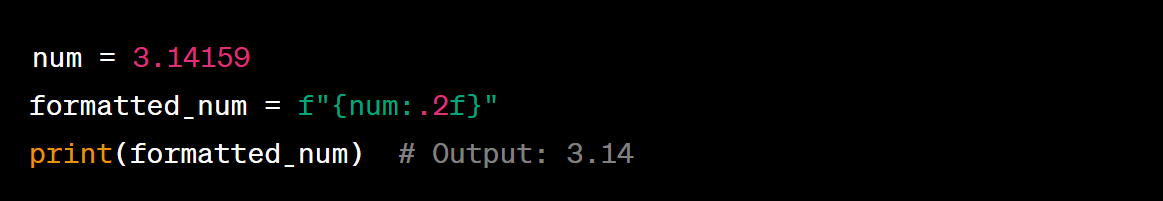 num = 3.14159
formatted_num = f"{num:.2f}"
print(formatted_num)  # Output: 3.14